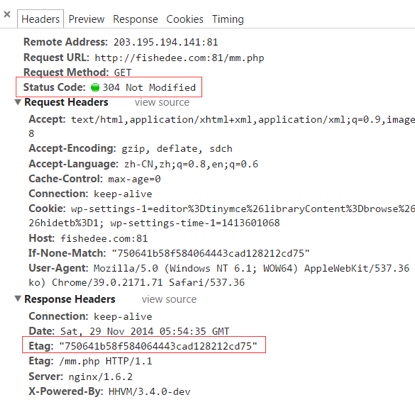 × Headers Preview Response Cookies Timing
Remote Address: 203.195.194.141:81
Request URL: http://fishedee.com:81/mm.php
Request Method: GET
Status Code: 304 Not Modified
▼ Request Headers view source
Accept: text/html,application/xhtml+xml,application/xml;q=0.9,image
8
Accept-Encoding: gzip, deflate, sdch
Accept-Language: zh-CN,zh;q=0.8,en;q=0.6
Cache-Control: max-age=0
Connection: keep-alive
Cookie: wp-settings-1=editor%3Dtinymce%26libraryContent%3Dbrowse%
26hidetb%3D1; wp-settings-time-1=1413601068
Host: fishedee.com:81
If-None-Match: "750641b58f584064443cad128212cd75"
User-Agent: Mozilla/5.0 (Windows NT 6.1; WOW64) AppleWebKit/537.36
ko) Chrome/39.0.2171.71 Safari/537.36
▼ Response Headers view source
Connection: keep-alive
Date: Sat, 29 Nov 2014 05:54:35 GMT
Etag: "750641b58f584064443cad128212cd75"
Etag: /mm.php HTTP/1.1
Server: nginx/1.6.2
X-Powered-By: HHVM/3.4.0-dev